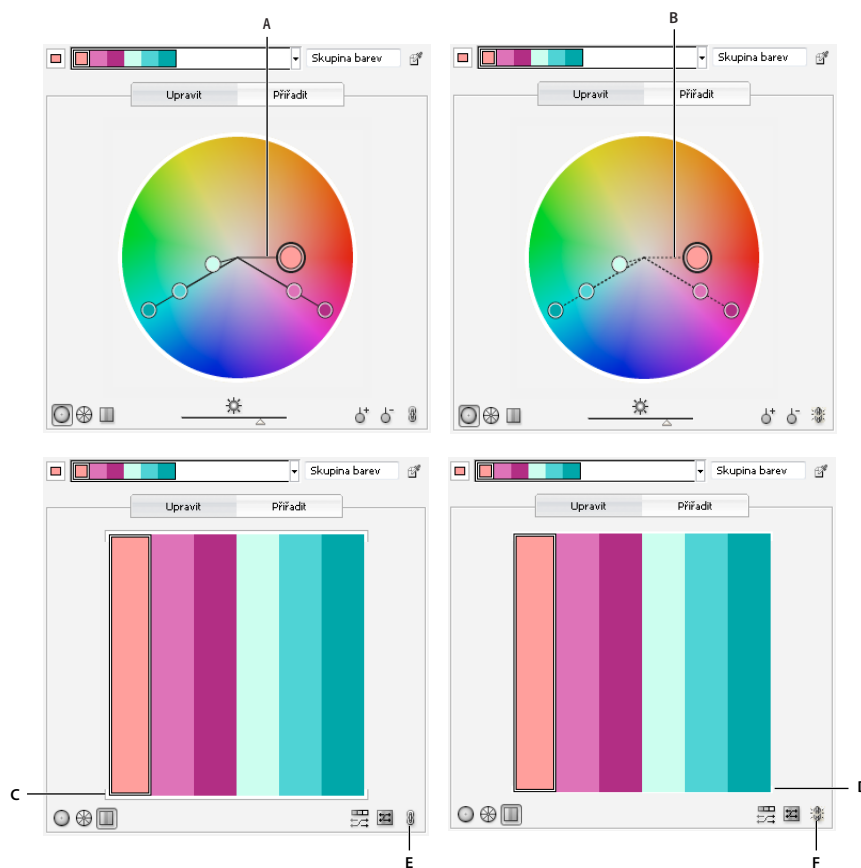 A
B
Skupina barev
Skupina barev
Upravit Přiřadit
Upravit Přiřadit
Skupina barev
Skupina barev
Upravit Přiřadit
Upravit Přiřadit
C
D
E
F